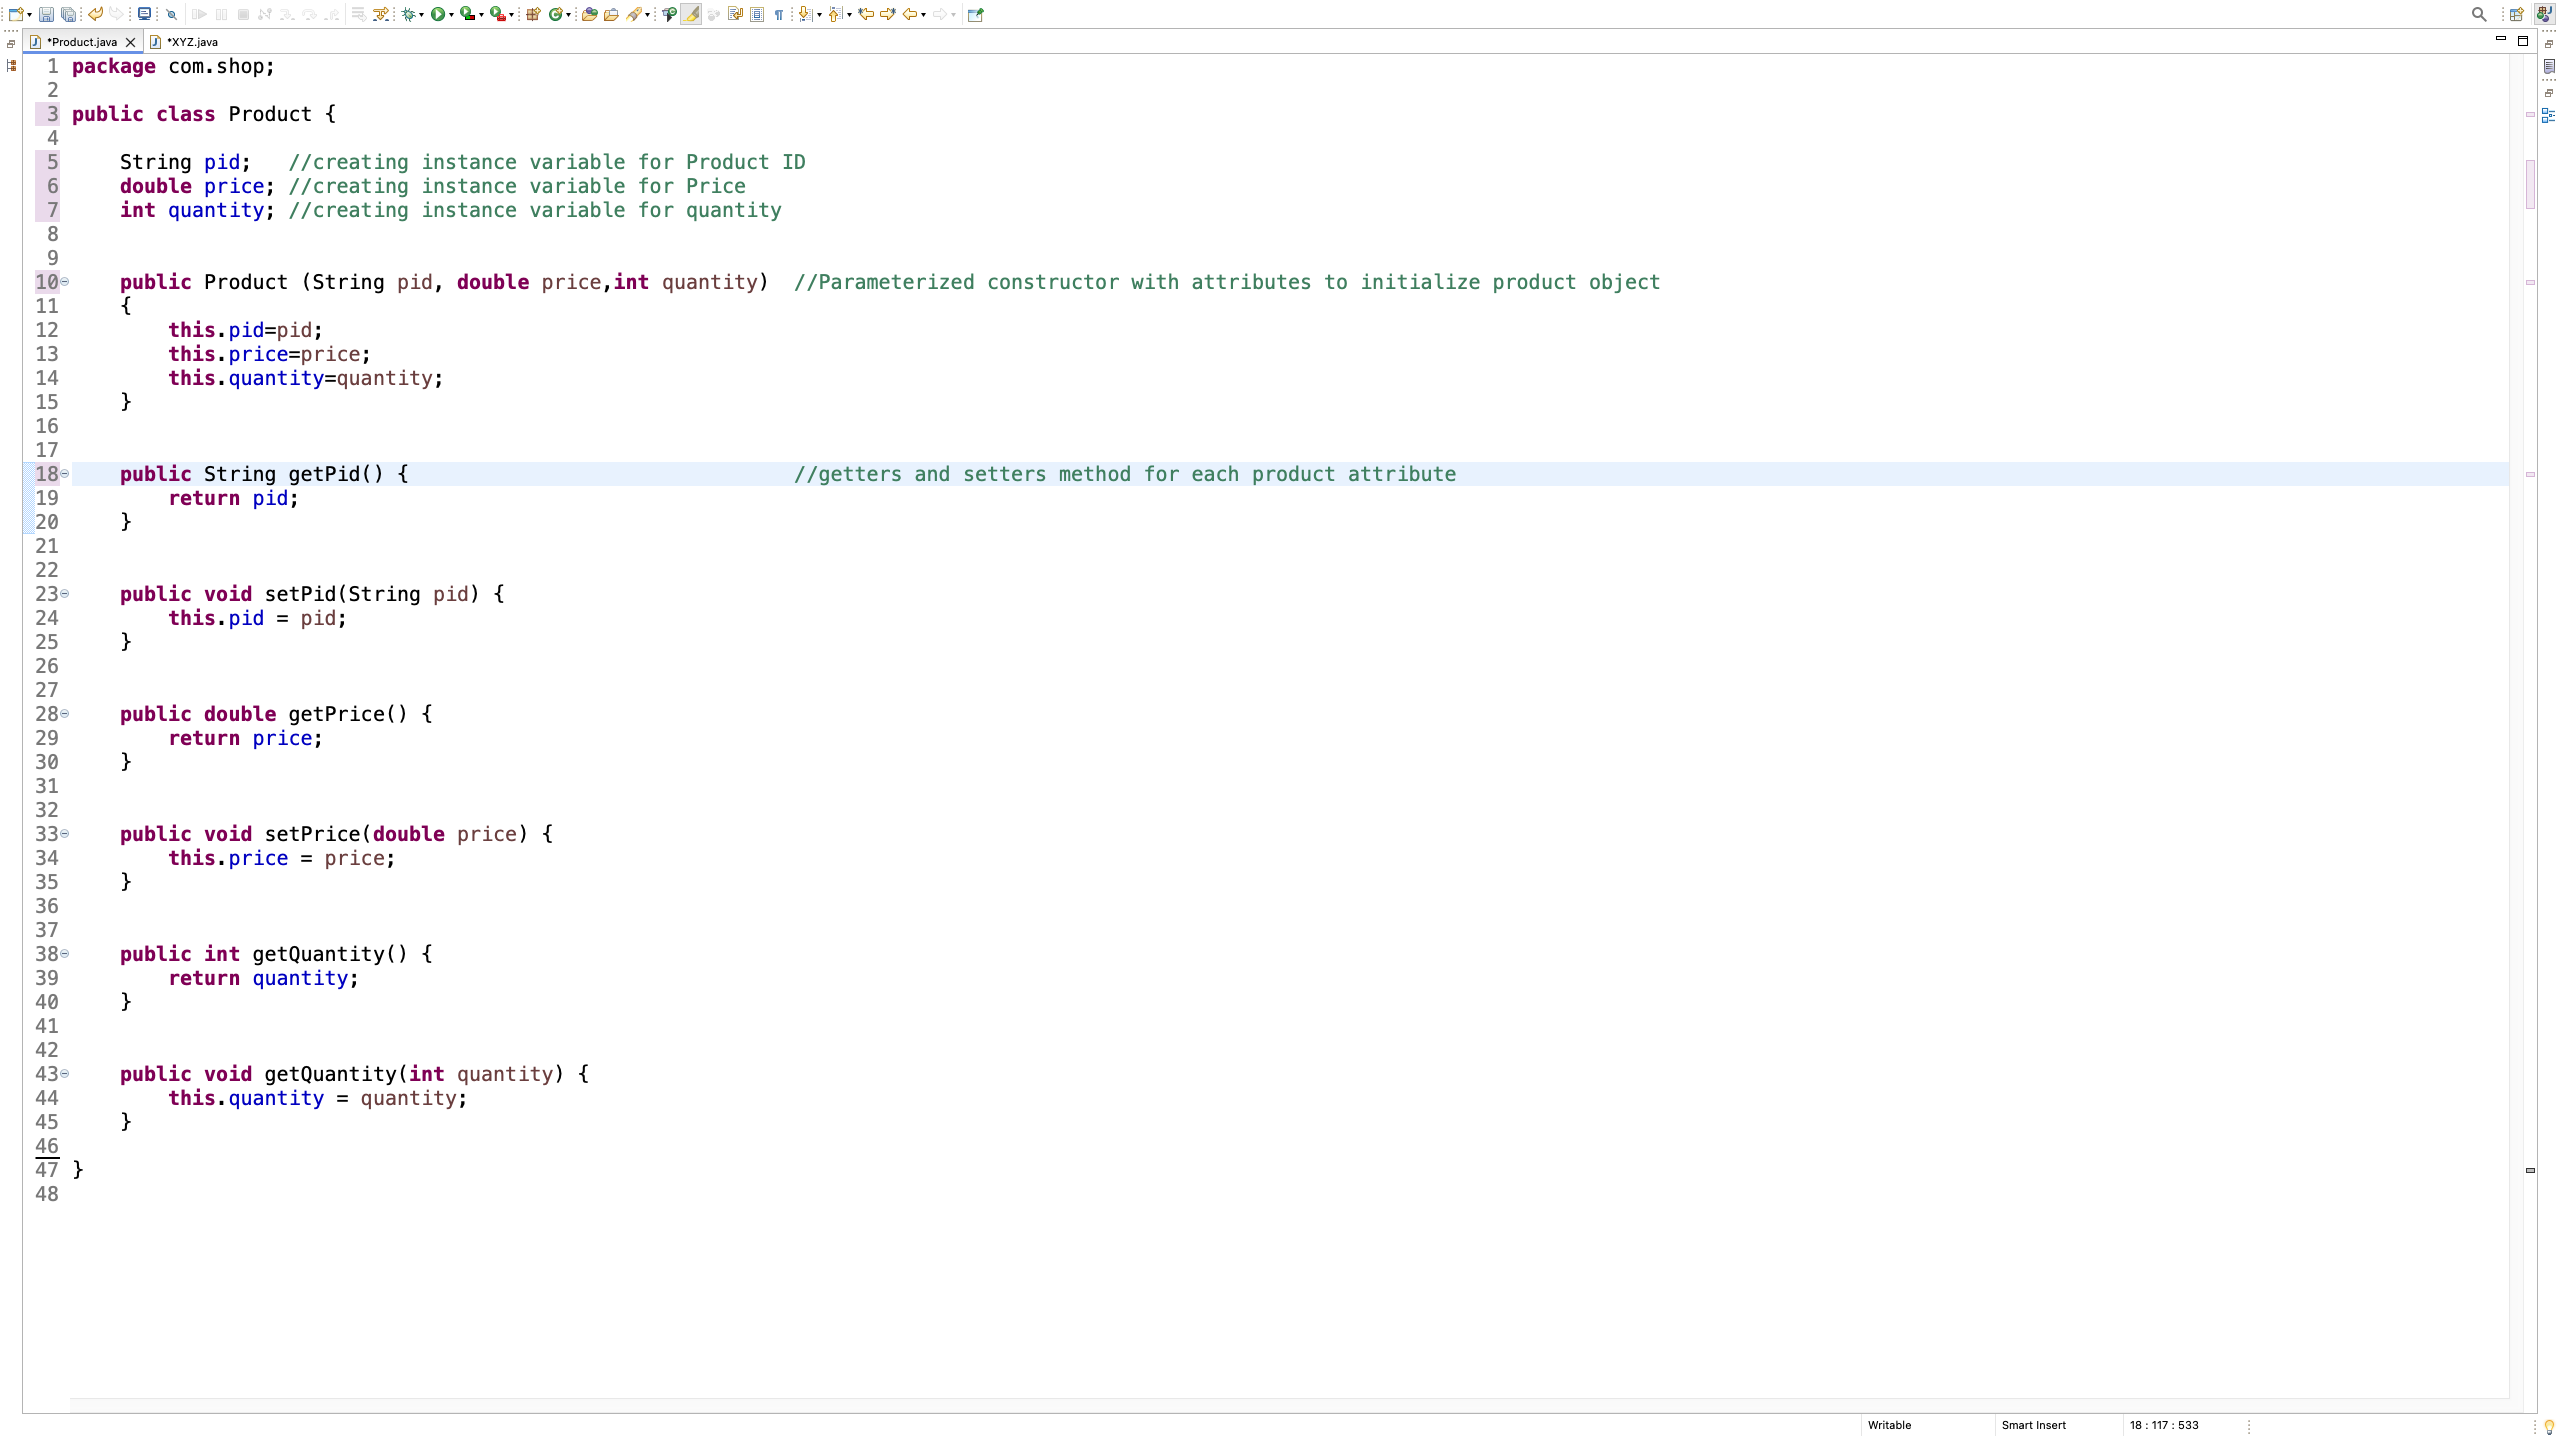 *Product.java
*XYZ.java
1 package com.shop;
2
3 public class Product {
4
5 String pid; //creating instance variable for Product ID
6 double price; //creating instance variable for Price
7 int quantity; //creating instance variable for quantity
8
9
10 public Product (String pid, double price,int quantity) //Parameterized constructor with attributes to initialize product object
11 {
12 this.pid=pid;
13 this.price=price;
14 this.quantity=quantity;
15 }
16
17
18 public String getPid() { //getters and setters method for each product attribute
19 return pid;
20 }
21
22
23 public void setPid(String pid) {
24 this.pid = pid;
25 }
26
27
28 public double getPrice() {
29 return price;
30 }
31
32
33 public void setPrice(double price) {
34 this.price = price;
35 }
36
37
38 public int getQuantity() {
39 return quantity;
40 }
41
42
43 public void getQuantity(int quantity) {
44 this.quantity = quantity;
45 }
46
47 }
48
Writable
Smart Insert
18 : 117 : 533